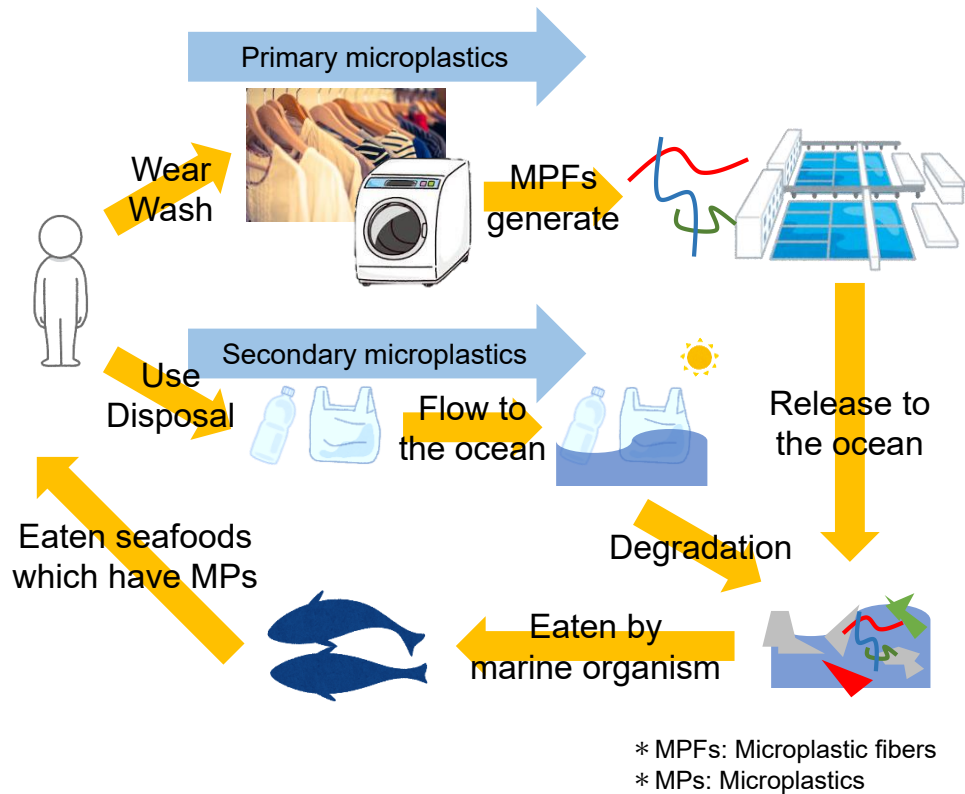 Primary microplastics
Wear
Wash
MPFs
generate
Secondary microplastics
Use
Disposal
Flow to
the ocean
Release to
the ocean
Degradation
Eaten seafoods
which have MPs
Eaten by
marine organism
＊MPFs: Microplastic fibers
＊MPs: Microplastics